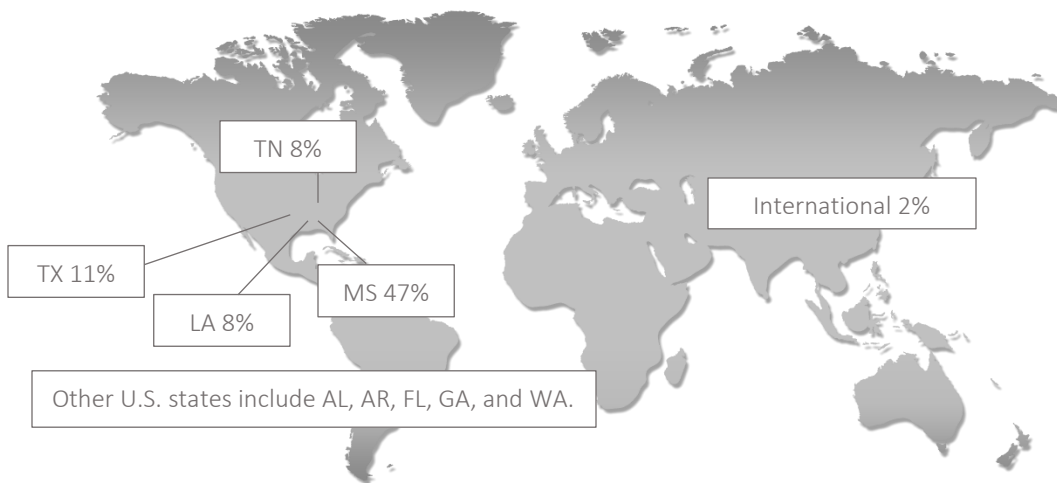 TN 8%
International 2%
TX 11%
MS 47%
LA 8%
Other U.S. states include AL, AR, FL, GA, and WA.